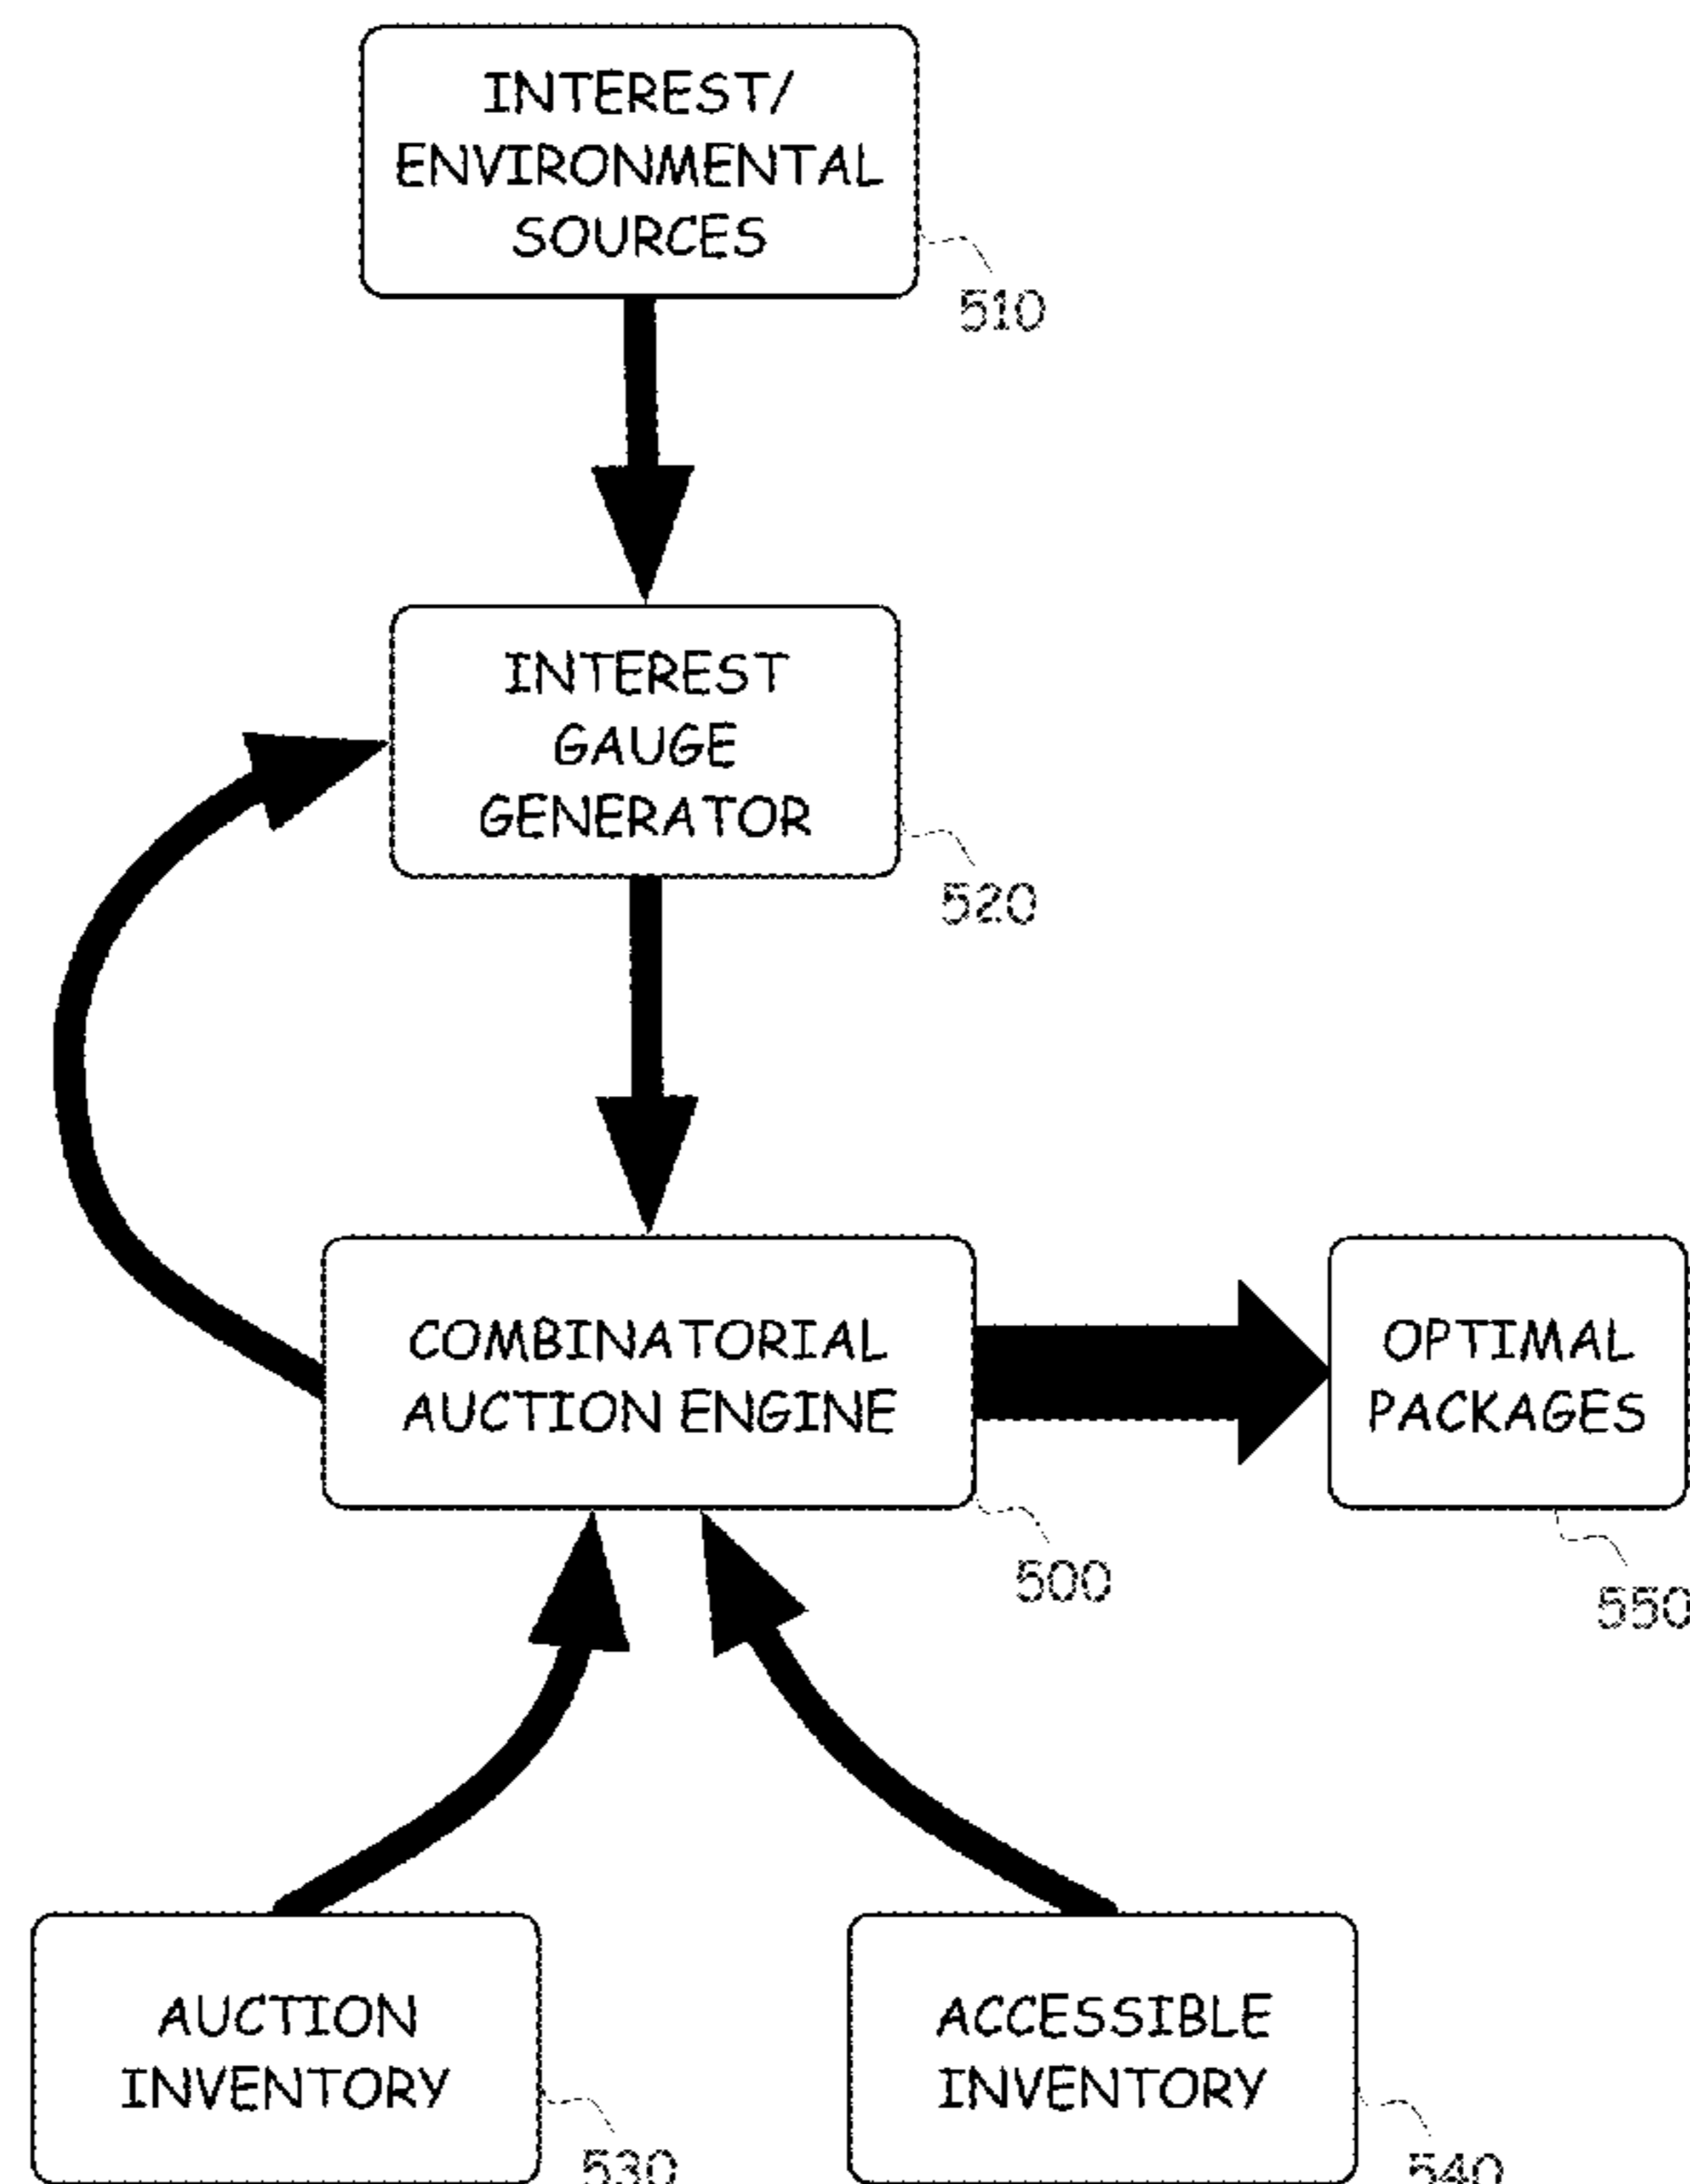 INTEREST/
ENVIRONMENTAL
SOURCES
510
INTEREST
GAUGE
GENERATOR
520
COMBINATORIAL
AUCTION ENGINE
500
OPTIMAL
PACKAGES
550
AUCTION
INVENTORY
530
ACCESSIBLE
INVENTORY
540